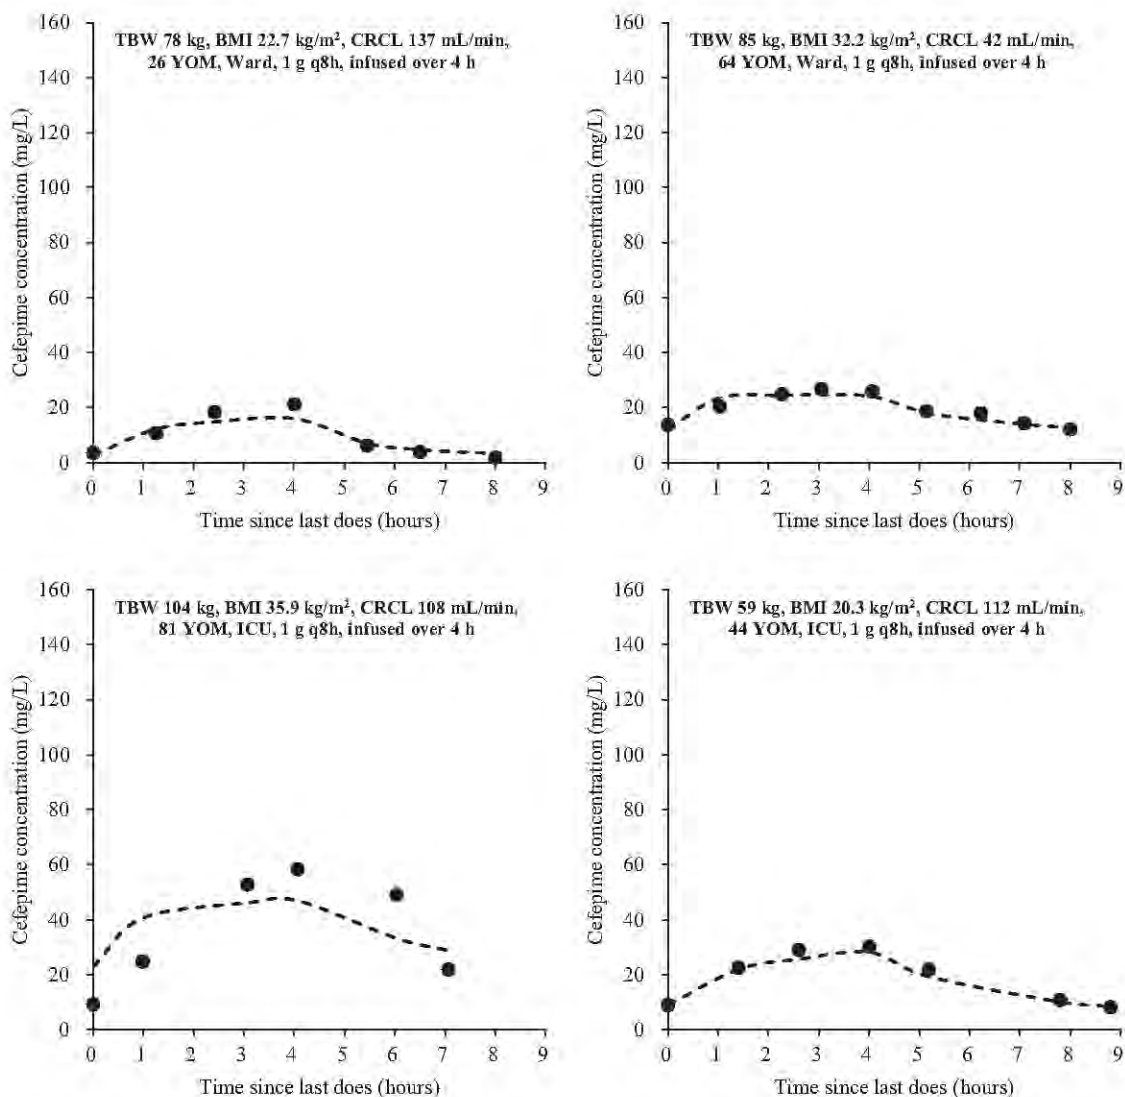 TBW 78 kg, BMI 22.7 kg/m², CRCL 137 mL/min,
26 YOM, Ward, 1 g q8h, infused over 4 h
Cefepime concentration (mg/L)
160
140
120
100
80
60
40
20
0
0 1 2 3 4 5 6 7 8 9
Time since last does (hours)
TBW 85 kg, BMI 32.2 kg/m², CRCL 42 mL/min,
64 YOM, Ward, 1 g q8h, infused over 4 h
Cefepime concentration (mg/L)
160
140
120
100
80
60
40
20
0
0 1 2 3 4 5 6 7 8 9
Time since last does (hours)
TBW 104 kg, BMI 35.9 kg/m², CRCL 108 mL/min,
81 YOM, ICU, 1 g q8h, infused over 4 h
Cefepime concentration (mg/L)
160
140
120
100
80
60
40
20
0
0 1 2 3 4 5 6 7 8 9
Time since last does (hours)
TBW 59 kg, BMI 20.3 kg/m², CRCL 112 mL/min,
44 YOM, ICU, 1 g q8h, infused over 4 h
Cefepime concentration (mg/L)
160
140
120
100
80
60
40
20
0
0 1 2 3 4 5 6 7 8 9
Time since last does (hours)